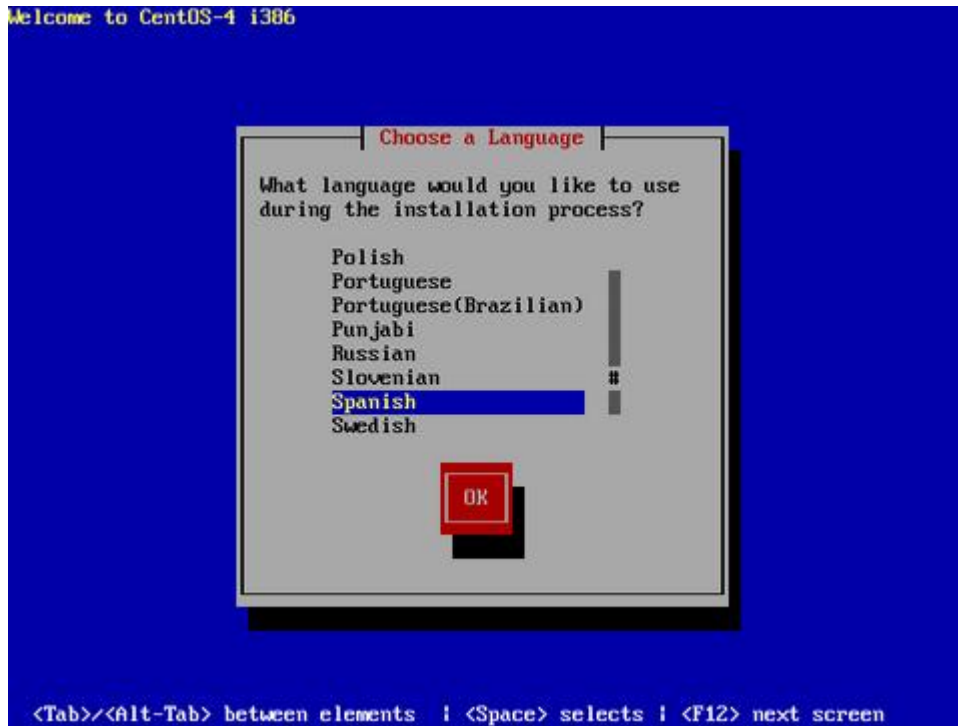 Welcome to CentOS-4 i386
Choose a Language
What language would you like to use
during the installation process?
Polish
Portuguese
Portuguese(Brazilian)
Punjabi
Russian
Slovenian #
Spanish
Swedish
OK
<Tab>/<Alt-Tab> between elements | <Space> selects | <F12> next screen